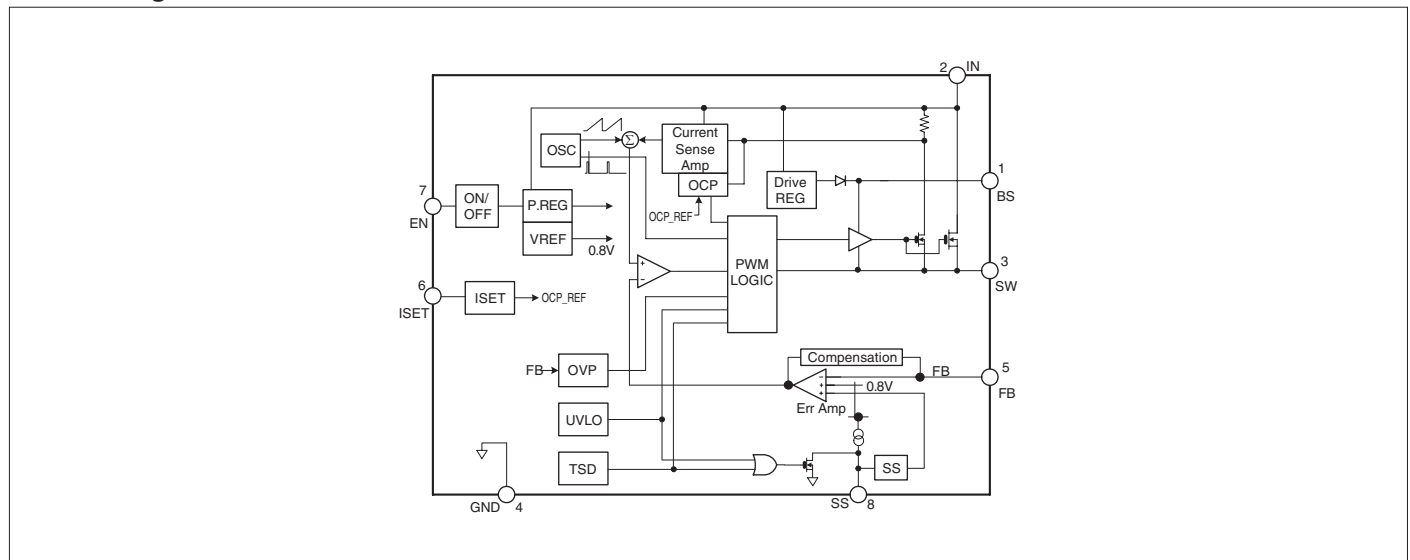 2 IN
Current
Sense
Amp
OSC
Σ
OCP
Drive
REG
1
BS
7
EN
ON/
OFF
P.REG
OCP_REF
VREF
0.8V
+
−
PWM
LOGIC
3
SW
6
ISET
ISET
OCP_REF
Compensation
FB
OVP
−
+
+
FB
0.8V
5
FB
Err Amp
UVLO
TSD
SS
GND 4
SS 8